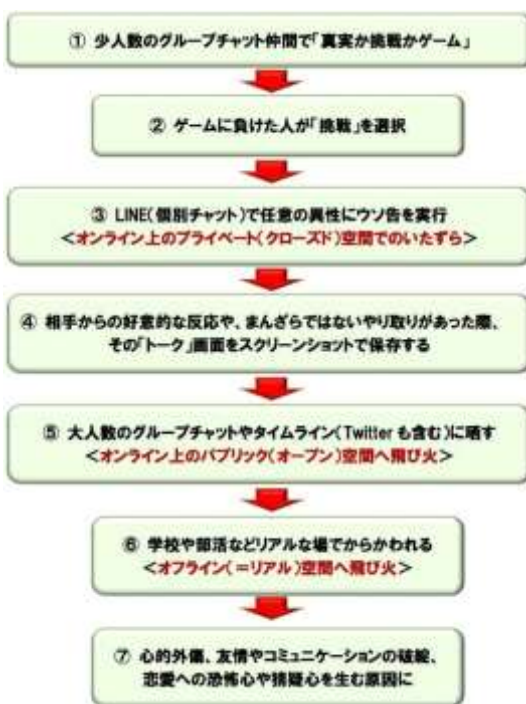 ① 少人数のグループチャット仲間で「真実か挑戦かゲーム」
② ゲームに負けた人が「挑戦」を選択
③ LINE(個別チャット)で任意の異性にウソ告を実行
<オンライン上のプライベート(クローズド)空間でのいたずら>
④ 相手からの好意的な反応や、まんざらではないやり取りがあった際、
その「トーク」画面をスクリーンショットで保存する
⑤ 大人数のグループチャットやタイムライン(Twitterも含む)に晒す
<オンライン上のパブリック(オープン)空間へ飛び火>
⑥ 学校や部活などリアルな場でからかわれる
<オフライン(=リアル)空間へ飛び火>
⑦ 心的外傷、友情やコミュニケーションの破綻、
恋愛への恐怖心や猜疑心を生む原因に